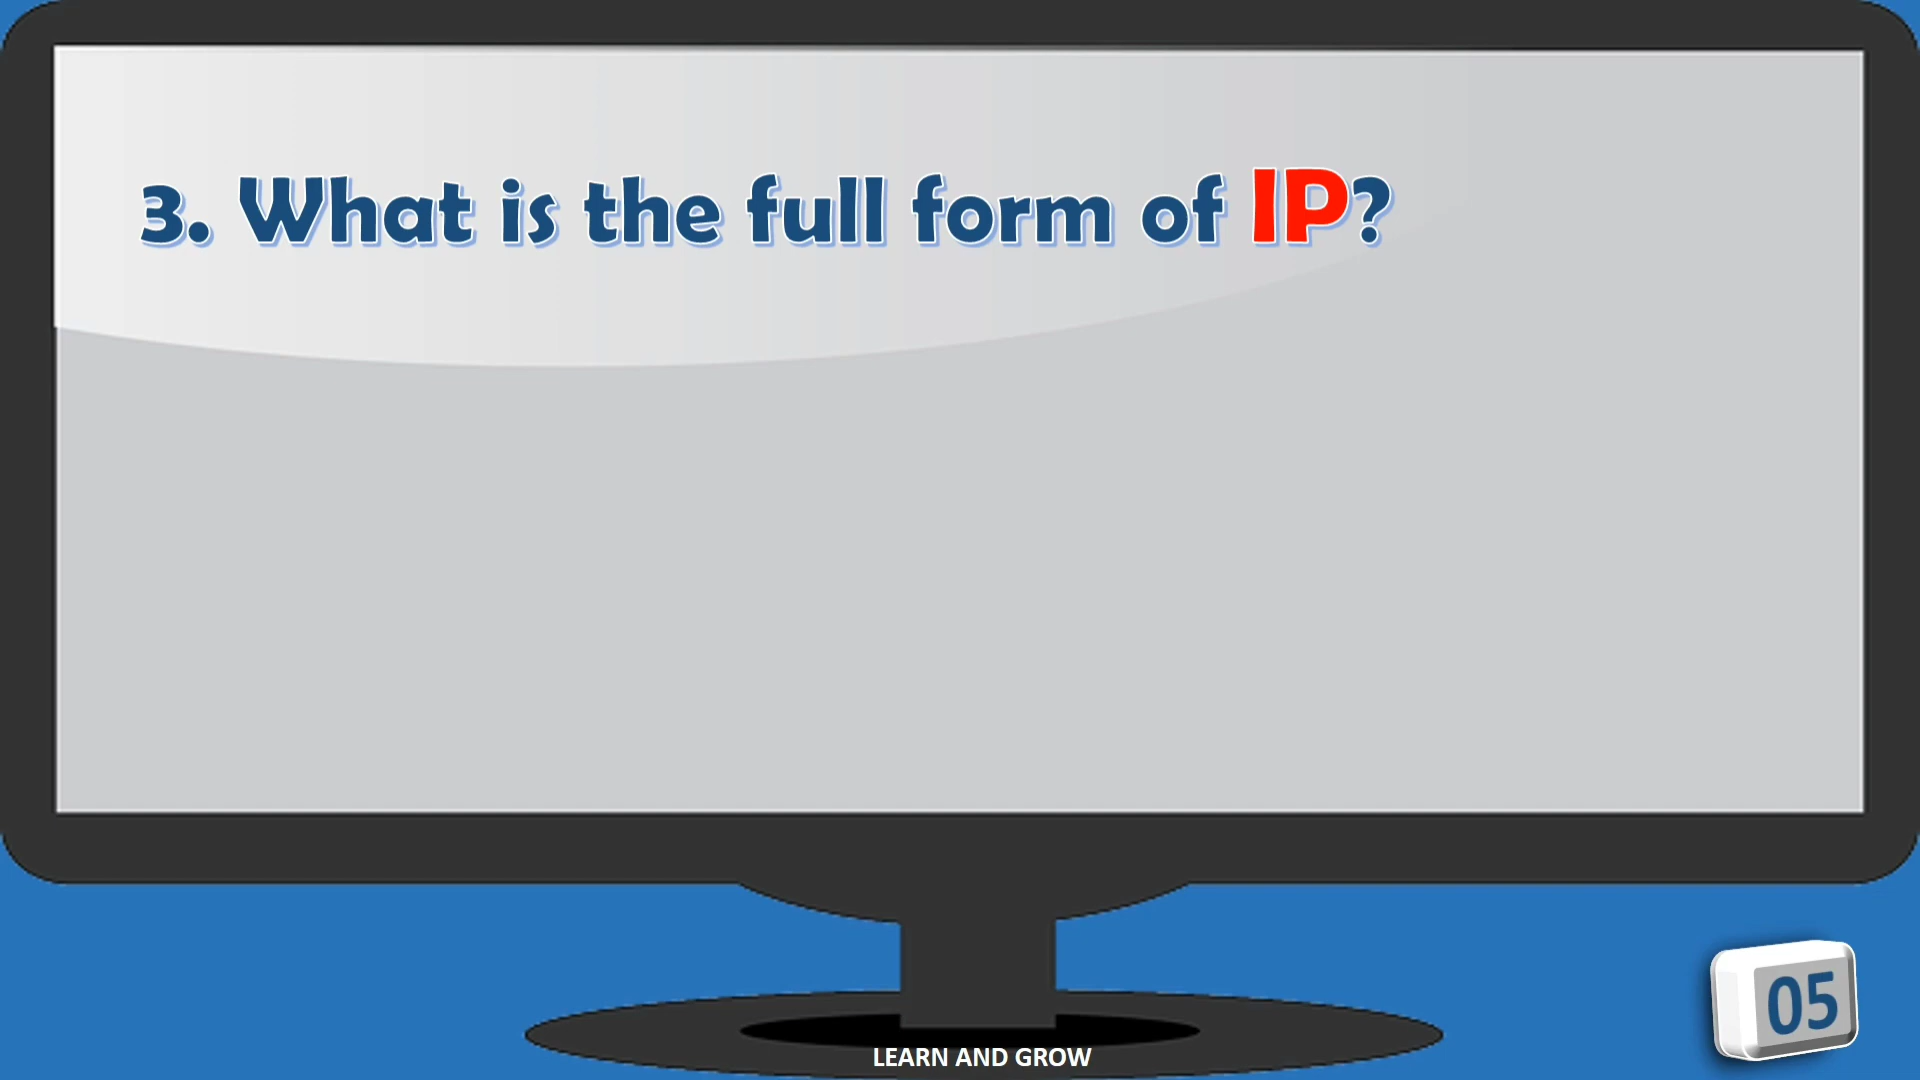 3. What is the full form of IP?
05
LEARN AND GROW